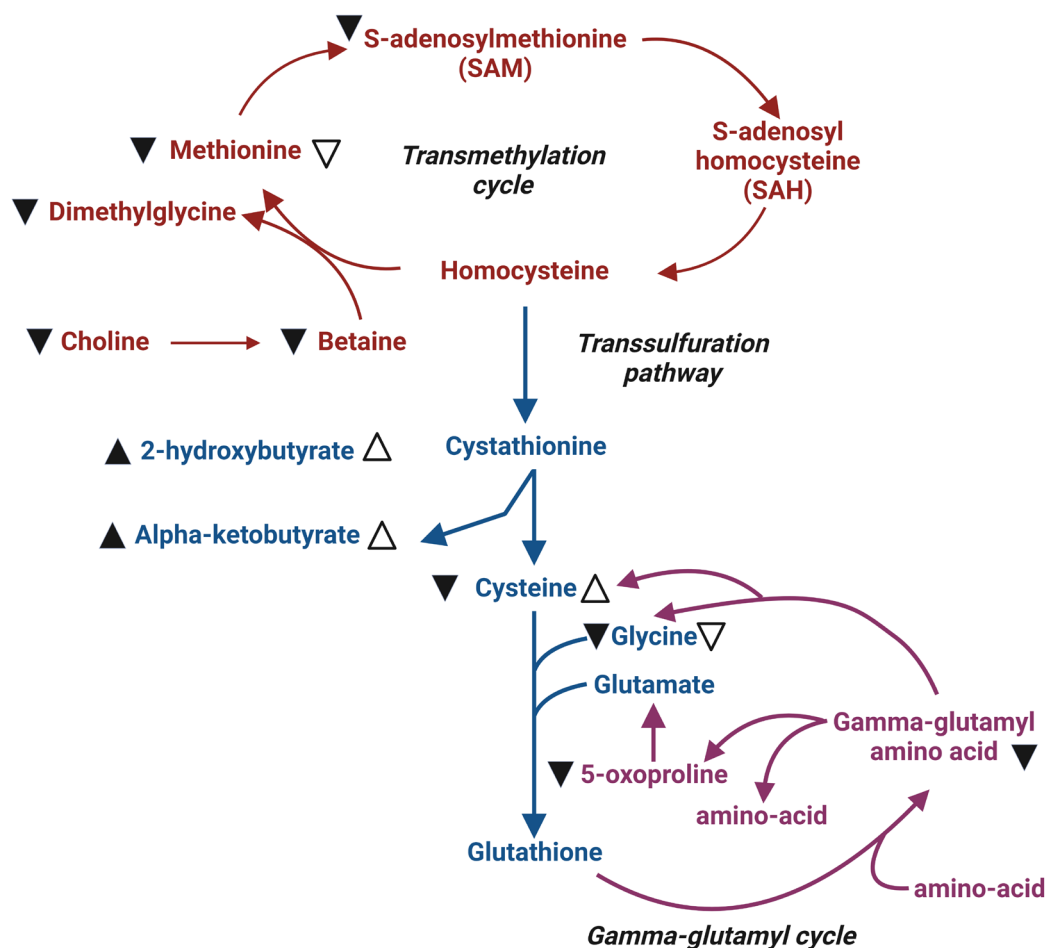 S-adenosylmethionine
(SAM)
S-adenosyl
homocysteine
(SAH)
Methionine
Transmethylation
cycle
Dimethylglycine
Homocysteine
Choline
Betaine
Transsulfuration
pathway
2-hydroxybutyrate
Cystathionine
Alpha-ketobutyrate
Cysteine
Glycine
Glutamate
Gamma-glutamyl
amino acid
5-oxoproline
amino-acid
Glutathione
amino-acid
Gamma-glutamyl cycle